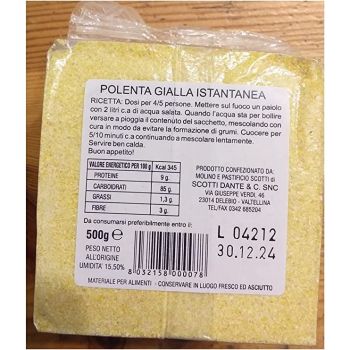 POLENTA GIALLA ISTANTANEA
RICETTA: Dosi per 4/5 persone. Mettere sul fuoco un paiolo
con 2 litri c.a di acqua salata. Quando l'acqua sta per bollire
versare a pioggia il contenuto del sacchetto, mescolando con
cura in modo da evitare la formazione di grumi. Cuocere per
5/10 minuti c.ca continuando a mescolare lentamente.
Servire ben calda.
Buon appetito!
VALORE ENERGETICO PER 100 g Kcal 345
PROTEINE 9 g.
CARBOIDRATI 85 g.
GRASSI 1,3 g.
FIBRE 3 g.
PRODOTTO CONFEZIONATO DA:
MOLINO E PASTIFICIO SCOTTI di
SCOTTI DANTE & C. SNC
VIA GIUSEPPE VERDI, 46
23014 DELEBIO - VALTELLINA
TEL/FAX 0342 685204
Da consumarsi preferibilmente entro il:
500g e
PESO NETTO
ALL'ORIGINE
UMIDITA' 15,50%
8 032158 000078
L 04212
30.12.24
MATERIALE PER ALIMENTI - CONSERVARE IN LUOGO FRESCO ED ASCIUTTO